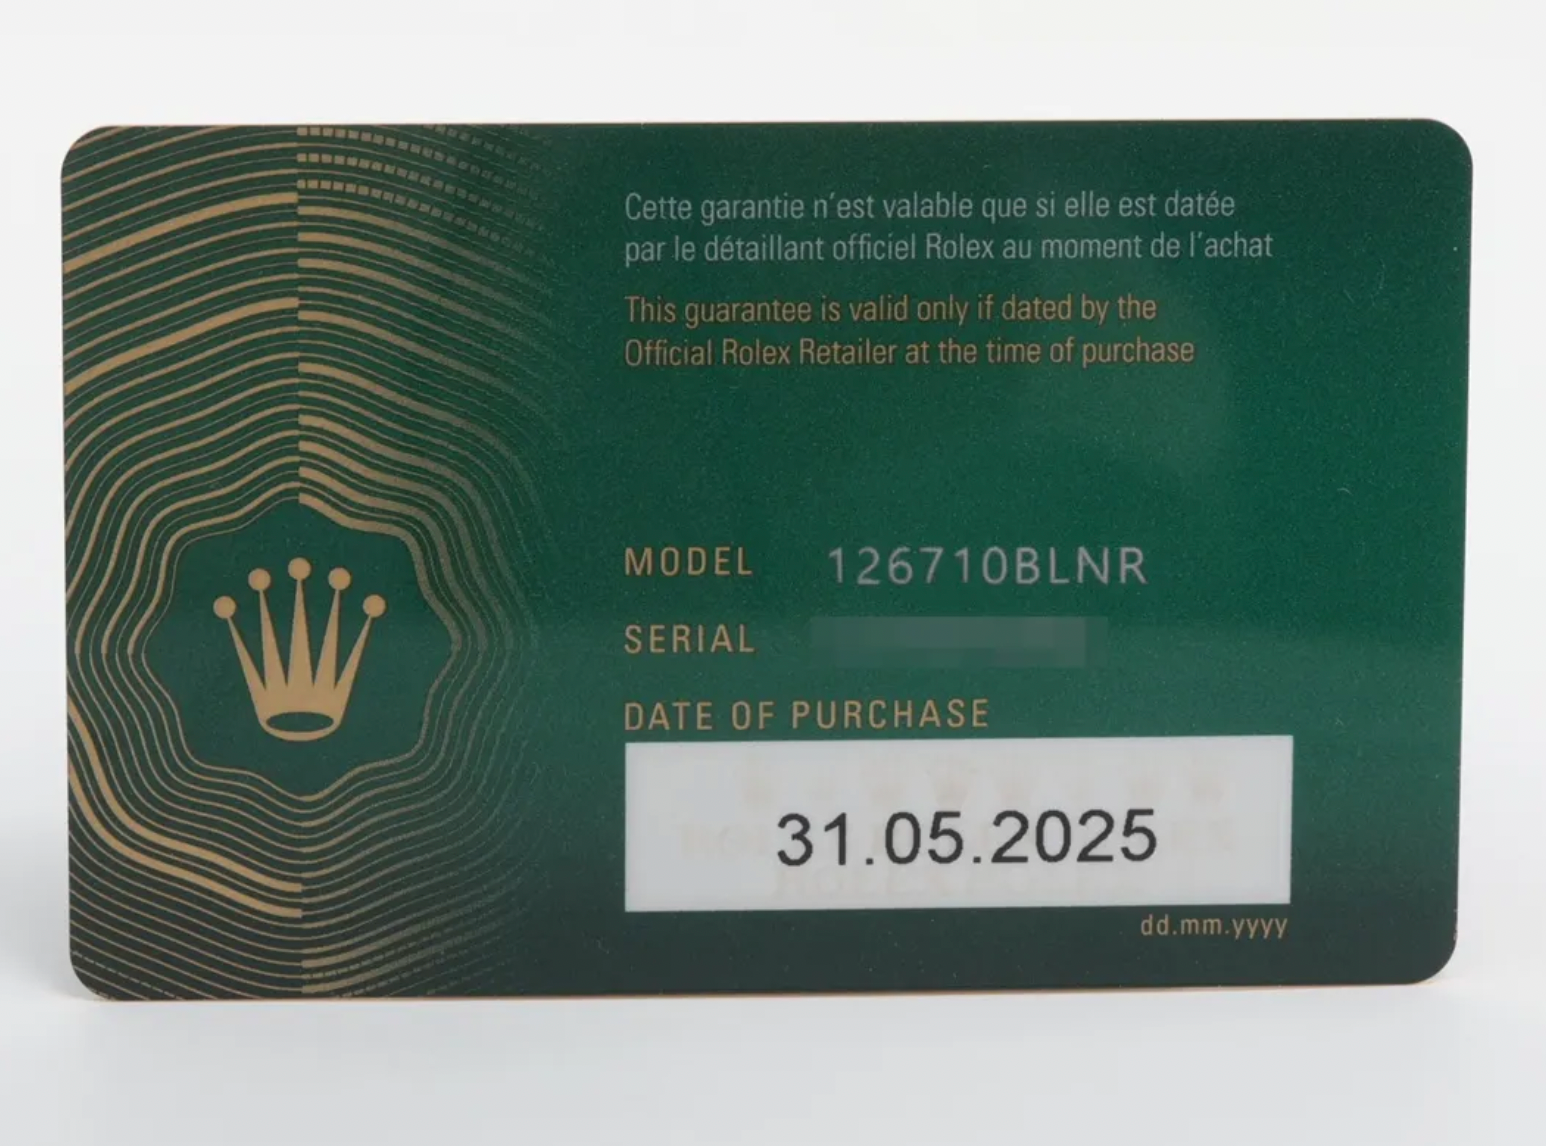 Cette garantie n'est valable que si elle est datée
par le détaillant officiel Rolex au moment de l'achat
This guarantee is valid only if dated by the
Official Rolex Retailer at the time of purchase
MODEL 126710BLNR
SERIAL
DATE OF PURCHASE
31.05.2025
dd.mm.yyyy